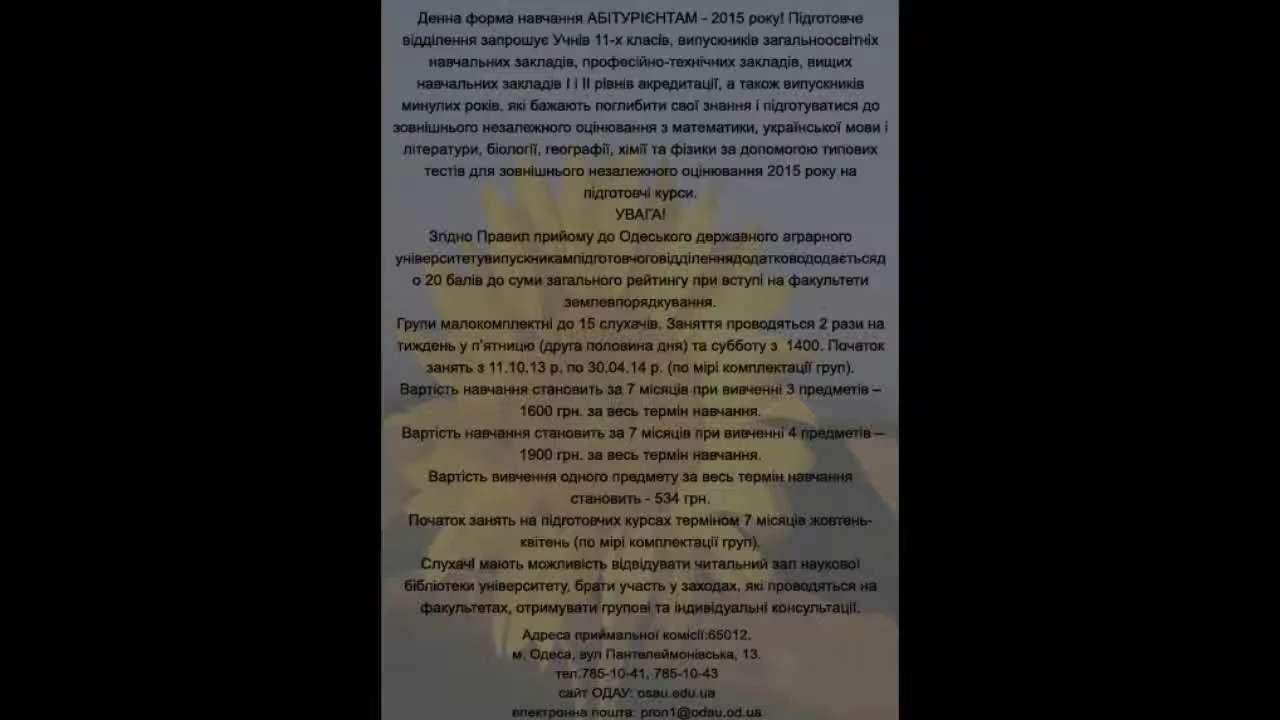 Денна форма навчання АБІТУРІЄНТАМ - 2015 року! Підготовче
відділення запрошує Учнів 11-х класів, випускників загальноосвітніх
навчальних закладів, професійно-технічних закладів, вищих
навчальних закладів І і ІІ рівнів акредитації, а також випускників
минулих років, які бажають поглибити свої знання і підготуватися до
зовнішнього незалежного оцінювання з математики, української мови і
літератури, біології, географії, хімії та фізики за допомогою типових
тестів для зовнішнього незалежного оцінювання 2015 року на
підготовчі курси.
УВАГА!
Згідно Правил прийому до Одеського державного аграрного
університетувипускникампідготовчоговідділеннядодатковододаєтьсяд
о 20 балів до суми загального рейтингу при вступі на факультети
землевпорядкування.
Групи малокомплектні до 15 слухачів. Заняття проводяться 2 рази на
тиждень у п'ятницю (друга половина дня) та субботу з 1400. Початок
занять з 11.10.13 р. по 30.04.14 р. (по мірі комплектації груп).
Вартість навчання становить за 7 місяців при вивченні 3 предметів –
1600 грн. за весь термін навчання.
Вартість навчання становить за 7 місяців при вивченні 4 предметів –
1900 грн. за весь термін навчання.
Вартість вивчення одного предмету за весь термін навчання
становить - 534 грн.
Початок занять на підготовчих курсах терміном 7 місяців жовтень-
квітень (по мірі комплектації груп).
Слухачі мають можливість відвідувати читальний зал наукової
бібліотеки університету, брати участь у заходах, які проводяться на
факультетах, отримувати групові та індивідуальні консультації.
Адреса приймальної комісії:65012.
м. Одеса, вул Пантелеймонівська, 13.
тел.785-10-41, 785-10-43
сайт ОДАУ: osau.edu.ua
електронна пошта: pron1@odau.od.ua